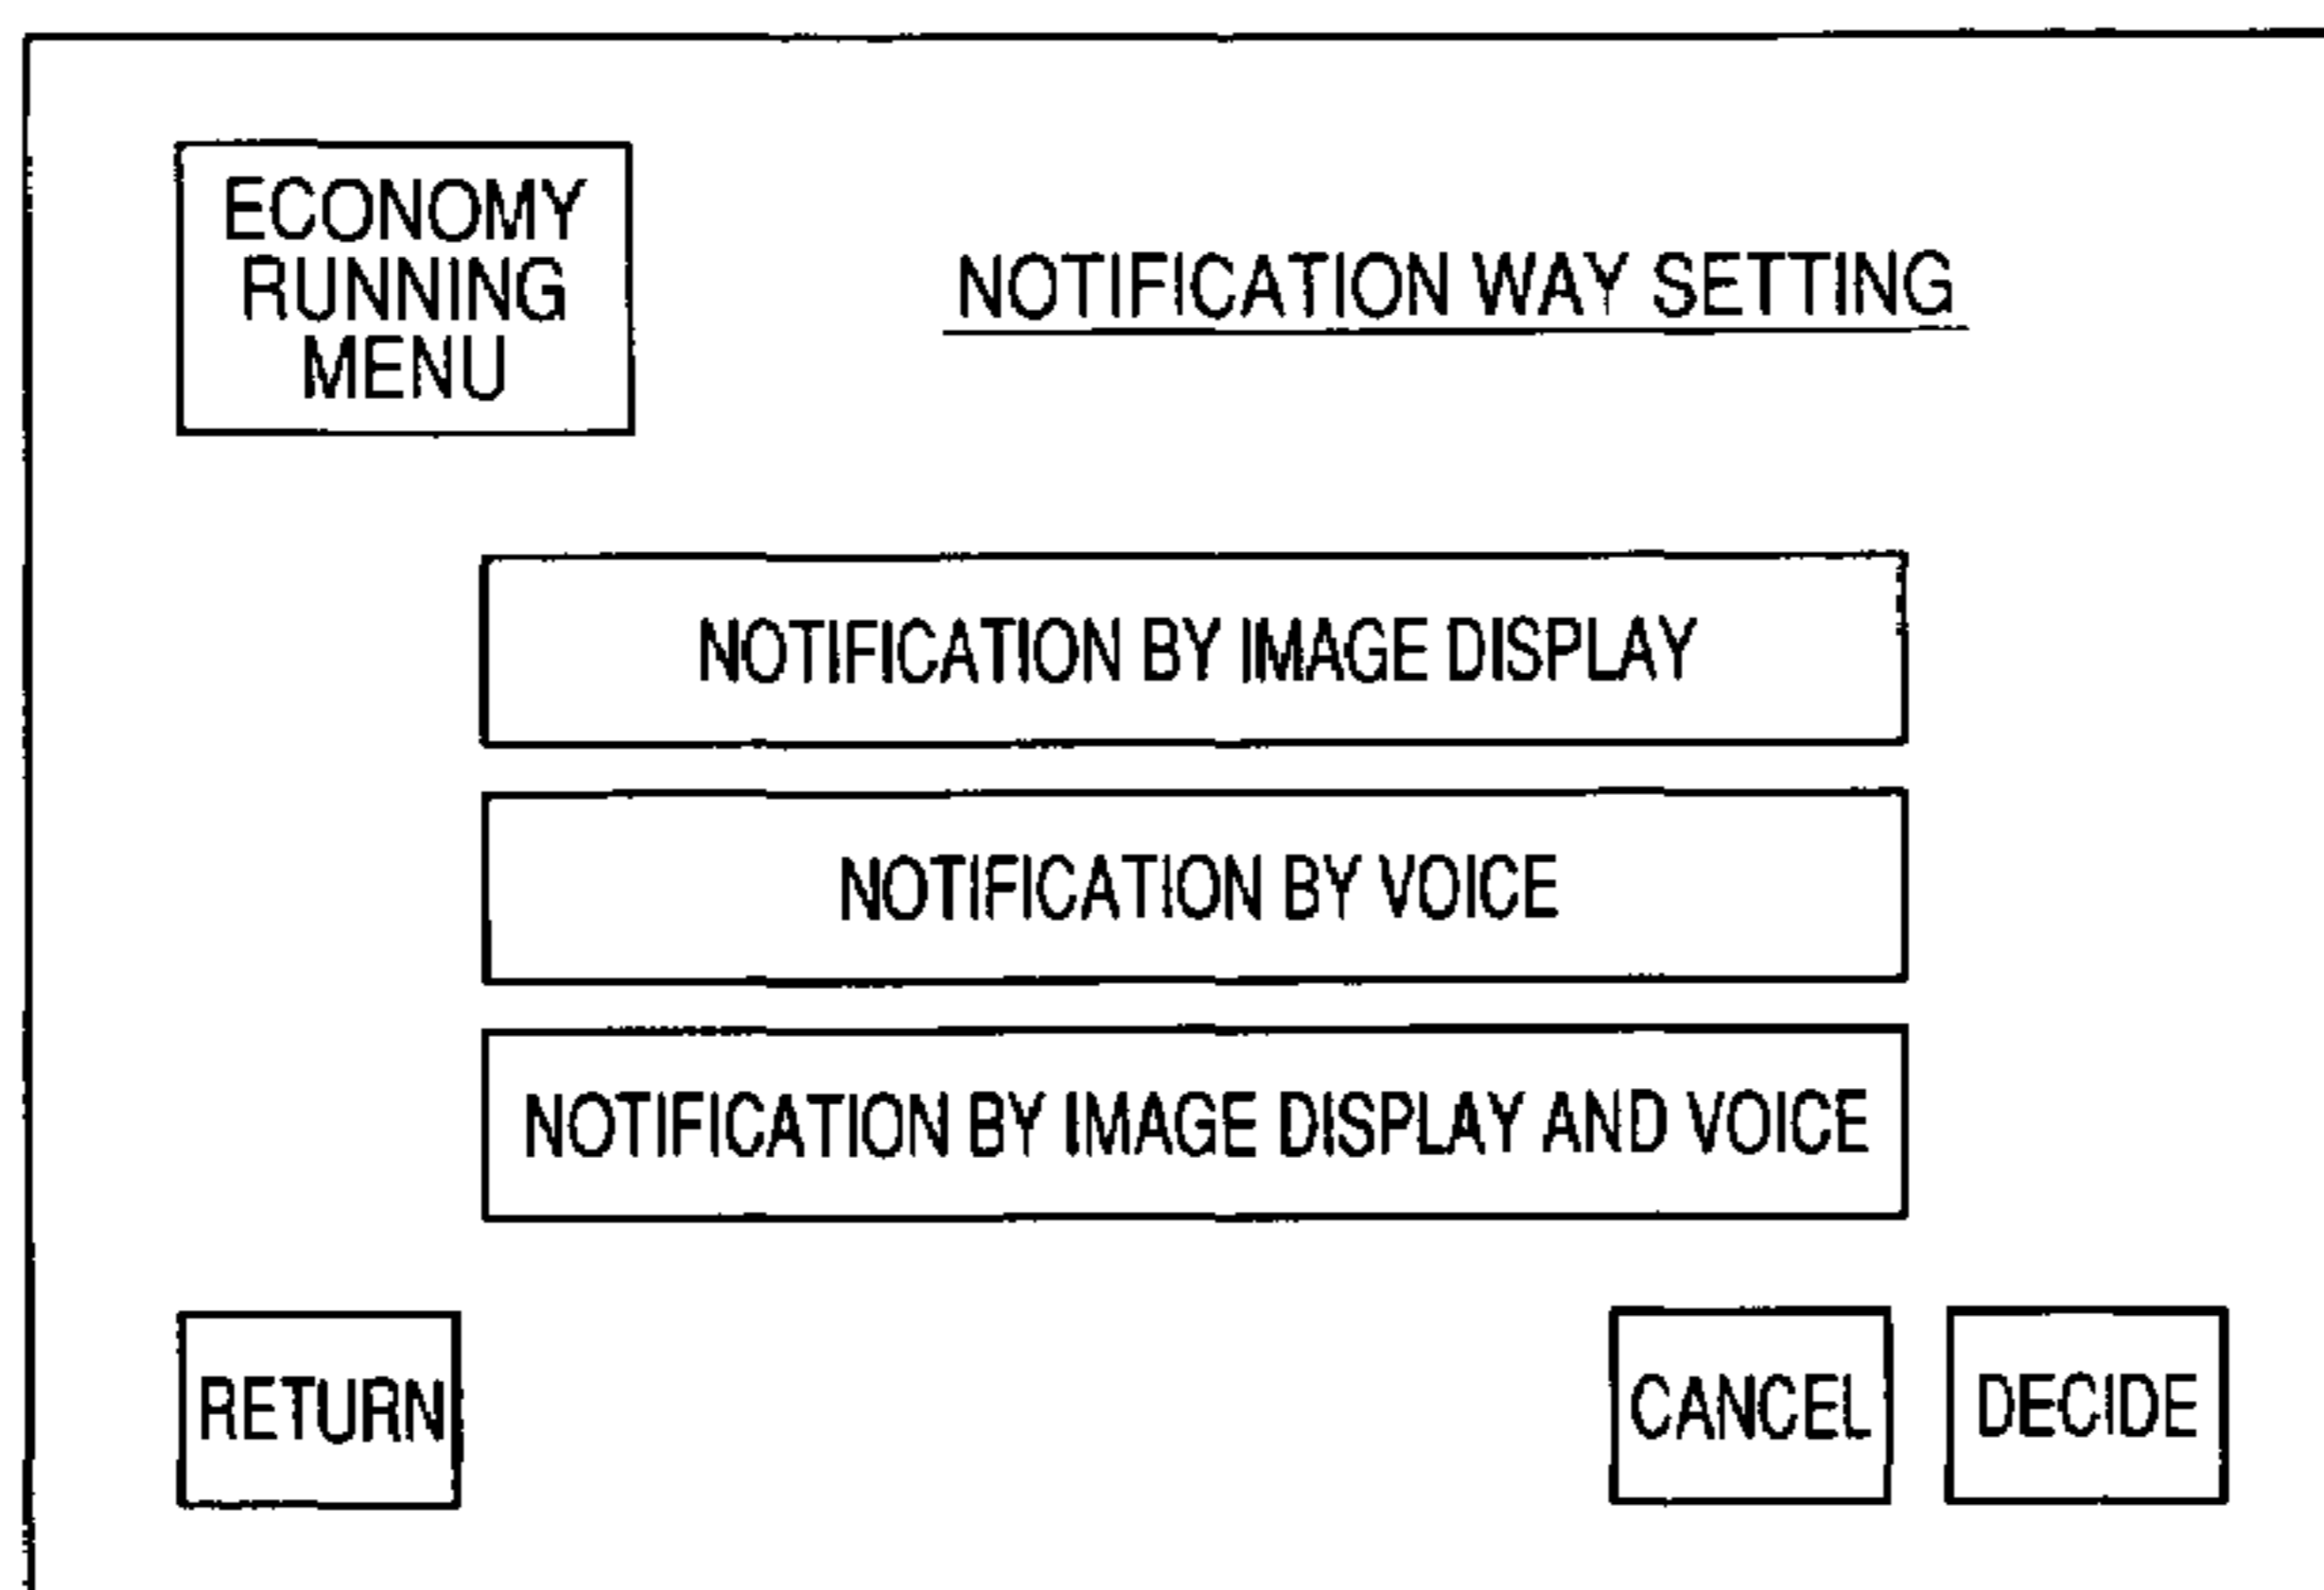 ECONOMY
RUNNING
MENU
NOTIFICATION WAY SETTING
NOTIFICATION BY IMAGE DISPLAY
NOTIFICATION BY VOICE
NOTIFICATION BY IMAGE DISPLAY AND VOICE
RETURN
CANCEL
DECIDE